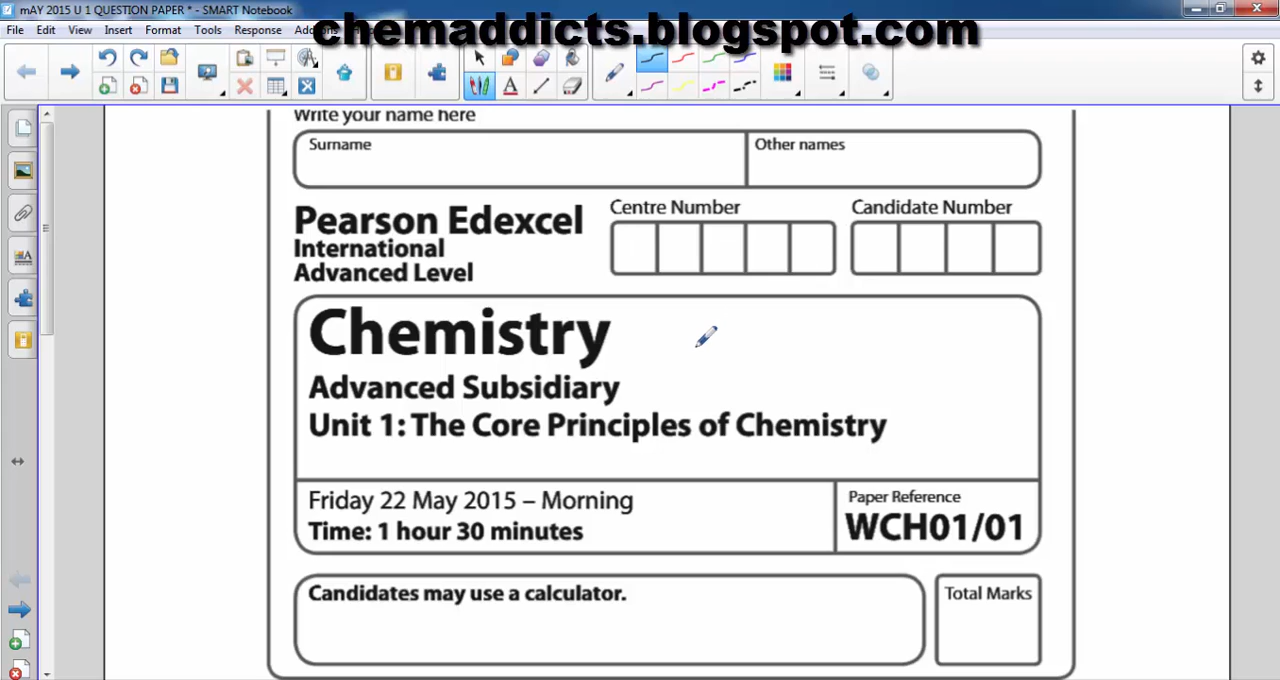 mAY 2015 U 1 QUESTION PAPER * - SMART Notebook
chemaddicts.blogspot.com
File Edit View Insert Format Tools Response
Write your name here
Surname Other names
Pearson Edexcel Centre Number Candidate Number
International
Advanced Level
Chemistry
Advanced Subsidiary
Unit 1: The Core Principles of Chemistry
Friday 22 May 2015 – Morning
Time: 1 hour 30 minutes
Paper Reference
WCH01/01
Candidates may use a calculator.
Total Marks